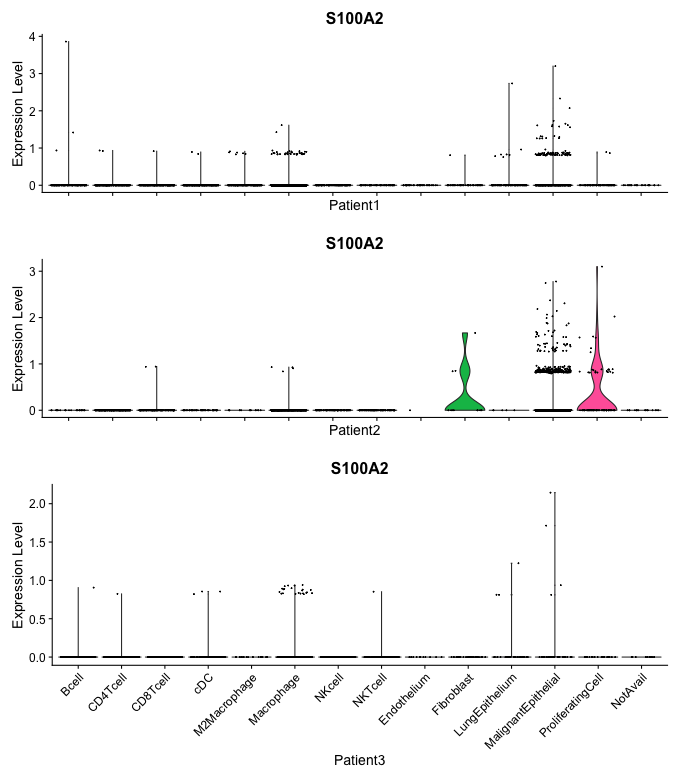 S100A2
4
3
2
1
0
Expression Level
Patient1
S100A2
3
2
1
0
Expression Level
Patient2
S100A2
2.0
1.5
1.0
0.5
0.0
Expression Level
Bcell
CD4Tcell
CD8Tcell
cDC
M2Macrophage
Macrophage
NKcell
NKTcell
Endothelium
Fibroblast
LungEpithelium
MalignantEpithelial
ProliferatingCell
NotAvail
Patient3